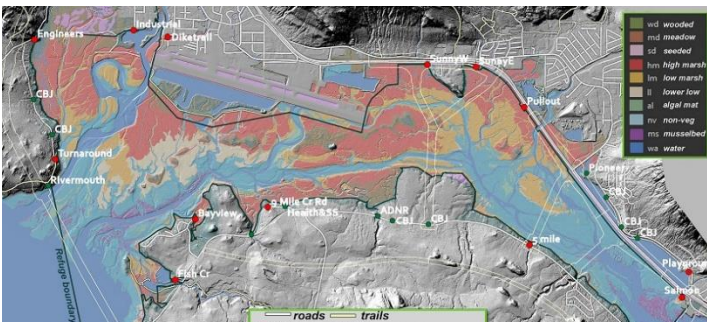 Industrial
Engineers
Diketrail
SunnyW
SunnyE
Pullout
CBJ
CBJ
Turnaround
Rivermouth
Refuge boundary
Bayview
9 Mile Cr Rd
Health&SS
ADNR
CBJ
CBJ
Fish Cr
5 mile
Pioneer
CBJ
CBJ
CBJ
Playground
Salmon
wd wooded
md meadow
sd seeded
hm high marsh
lm low marsh
ll lower low
al algal mat
nv non-veg
ms musselbed
wa water
roads trails